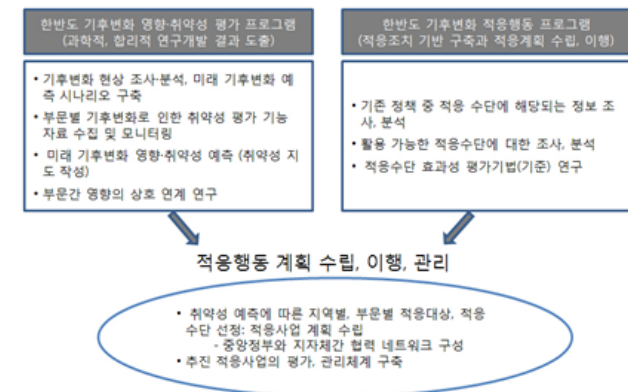 한반도 기후변화 영향·취약성 평가 프로그램
(과학적, 합리적 연구개발 결과 도출)
• 기후변화 현상 조사·분석, 미래 기후변화 예
측 시나리오 구축
• 부문별 기후변화로 인한 취약성 평가 기능
자료 수집 및 모니터링
• 미래 기후변화 영향·취약성 예측 (취약성 지
도 작성)
• 부문간 영향의 상호 연계 연구
한반도 기후변화 적응행동 프로그램
(적응조치 기반 구축과 적응계획 수립, 이행)
• 기존 정책 중 적응 수단에 해당되는 정보 조
사, 분석
• 활용 가능한 적응수단에 대한 조사, 분석
• 적응수단 효과성 평가기법(기준) 연구
적응행동 계획 수립, 이행, 관리
• 취약성 예측에 따른 지역별, 부문별 적응대상, 적응
수단 선정: 적응사업 계획 수립
- 중앙정부와 지자체간 협력 네트워크 구성
• 추진 적응사업의 평가, 관리체계 구축